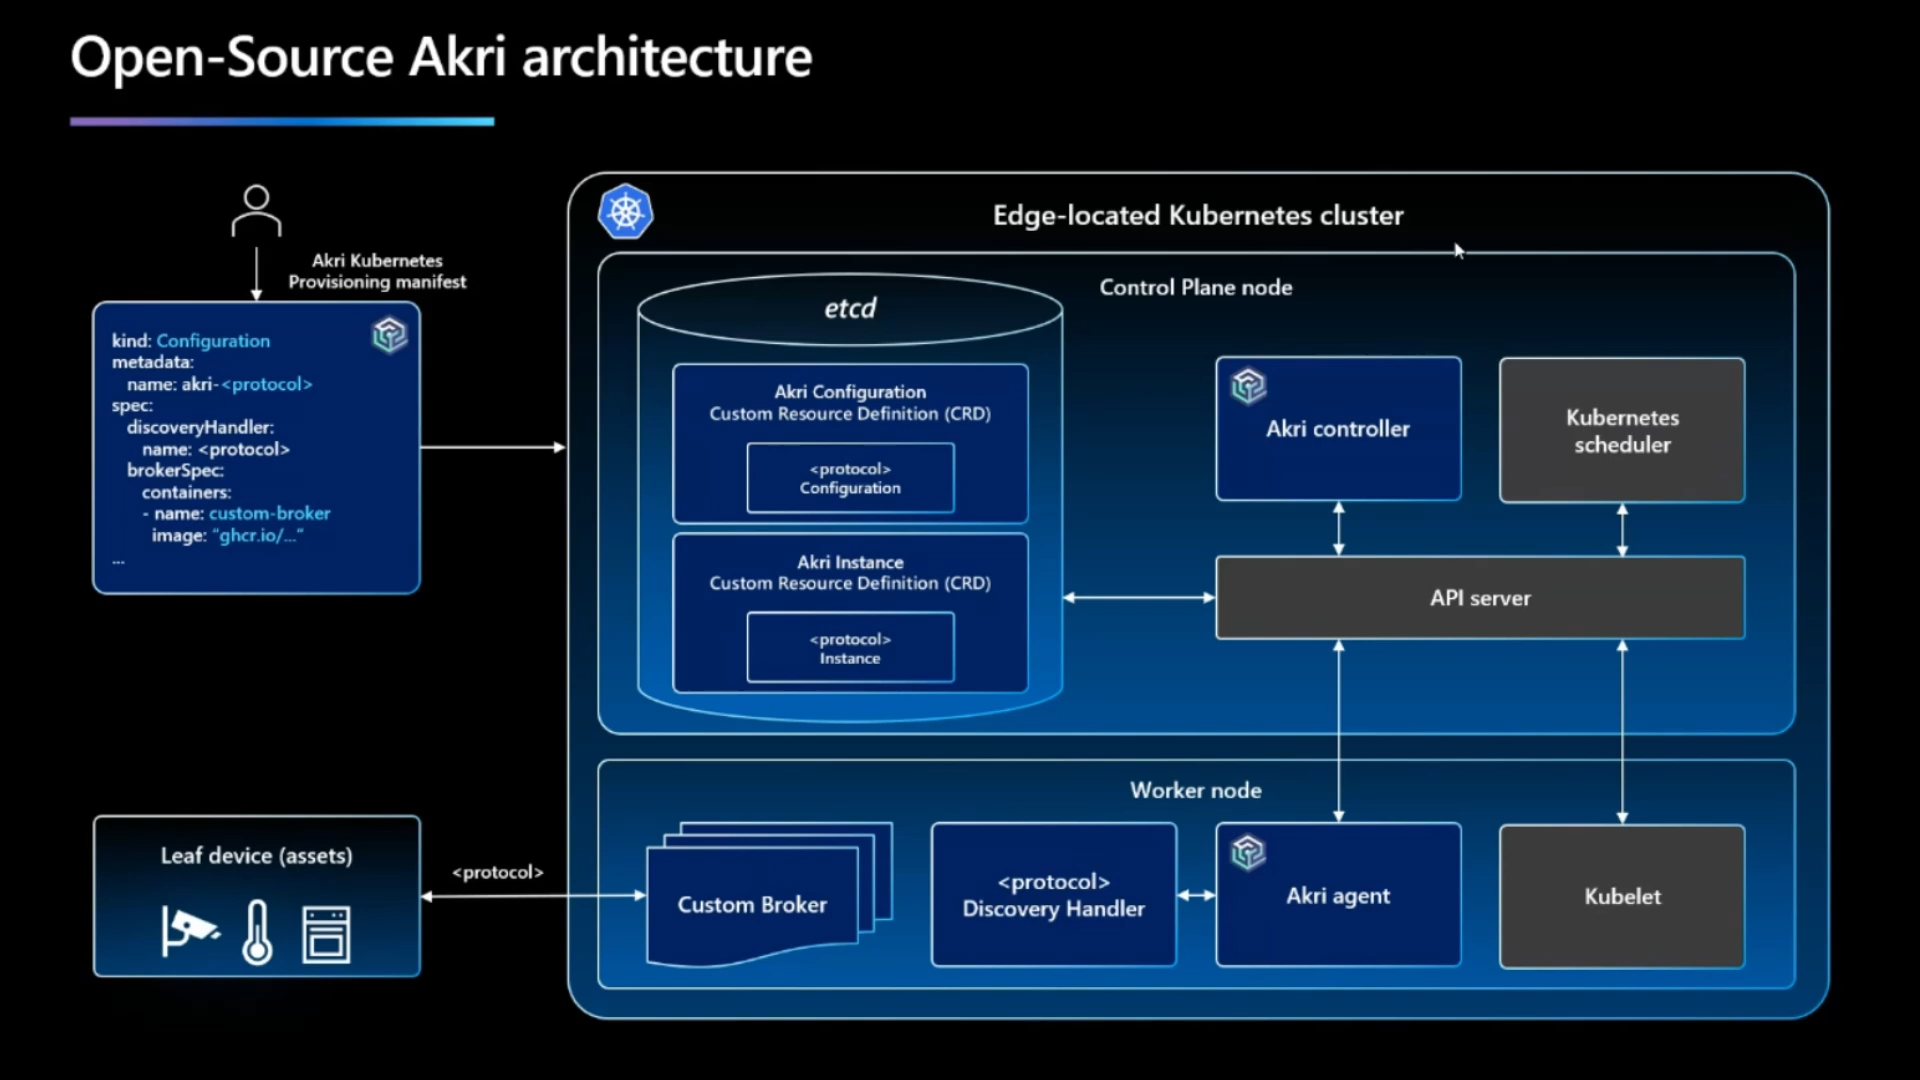 Open-Source Akri architecture
Akri Kubernetes
Provisioning manifest
kind: Configuration
metadata:
name: akri-<protocol>
spec:
discoveryHandler:
name: <protocol>
brokerSpec:
containers:
- name: custom-broker
image: “ghcr.io/...“
...
Edge-located Kubernetes cluster
Control Plane node
etcd
Akri Configuration
Custom Resource Definition (CRD)
<protocol>
Configuration
Akri Instance
Custom Resource Definition (CRD)
<protocol>
Instance
Akri controller
Kubernetes
scheduler
API server
Worker node
Leaf device (assets)
<protocol>
Custom Broker
<protocol>
Discovery Handler
Akri agent
Kubelet